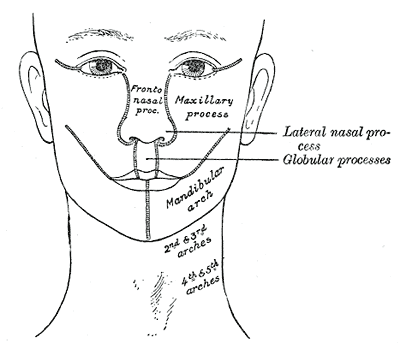 Fronto
nasal
proc.
Maxillary
process
Lateral nasal pro-
cess
Globular processes
Mandibular
arch
2nd & 3rd
arches
4th & 5th
arches